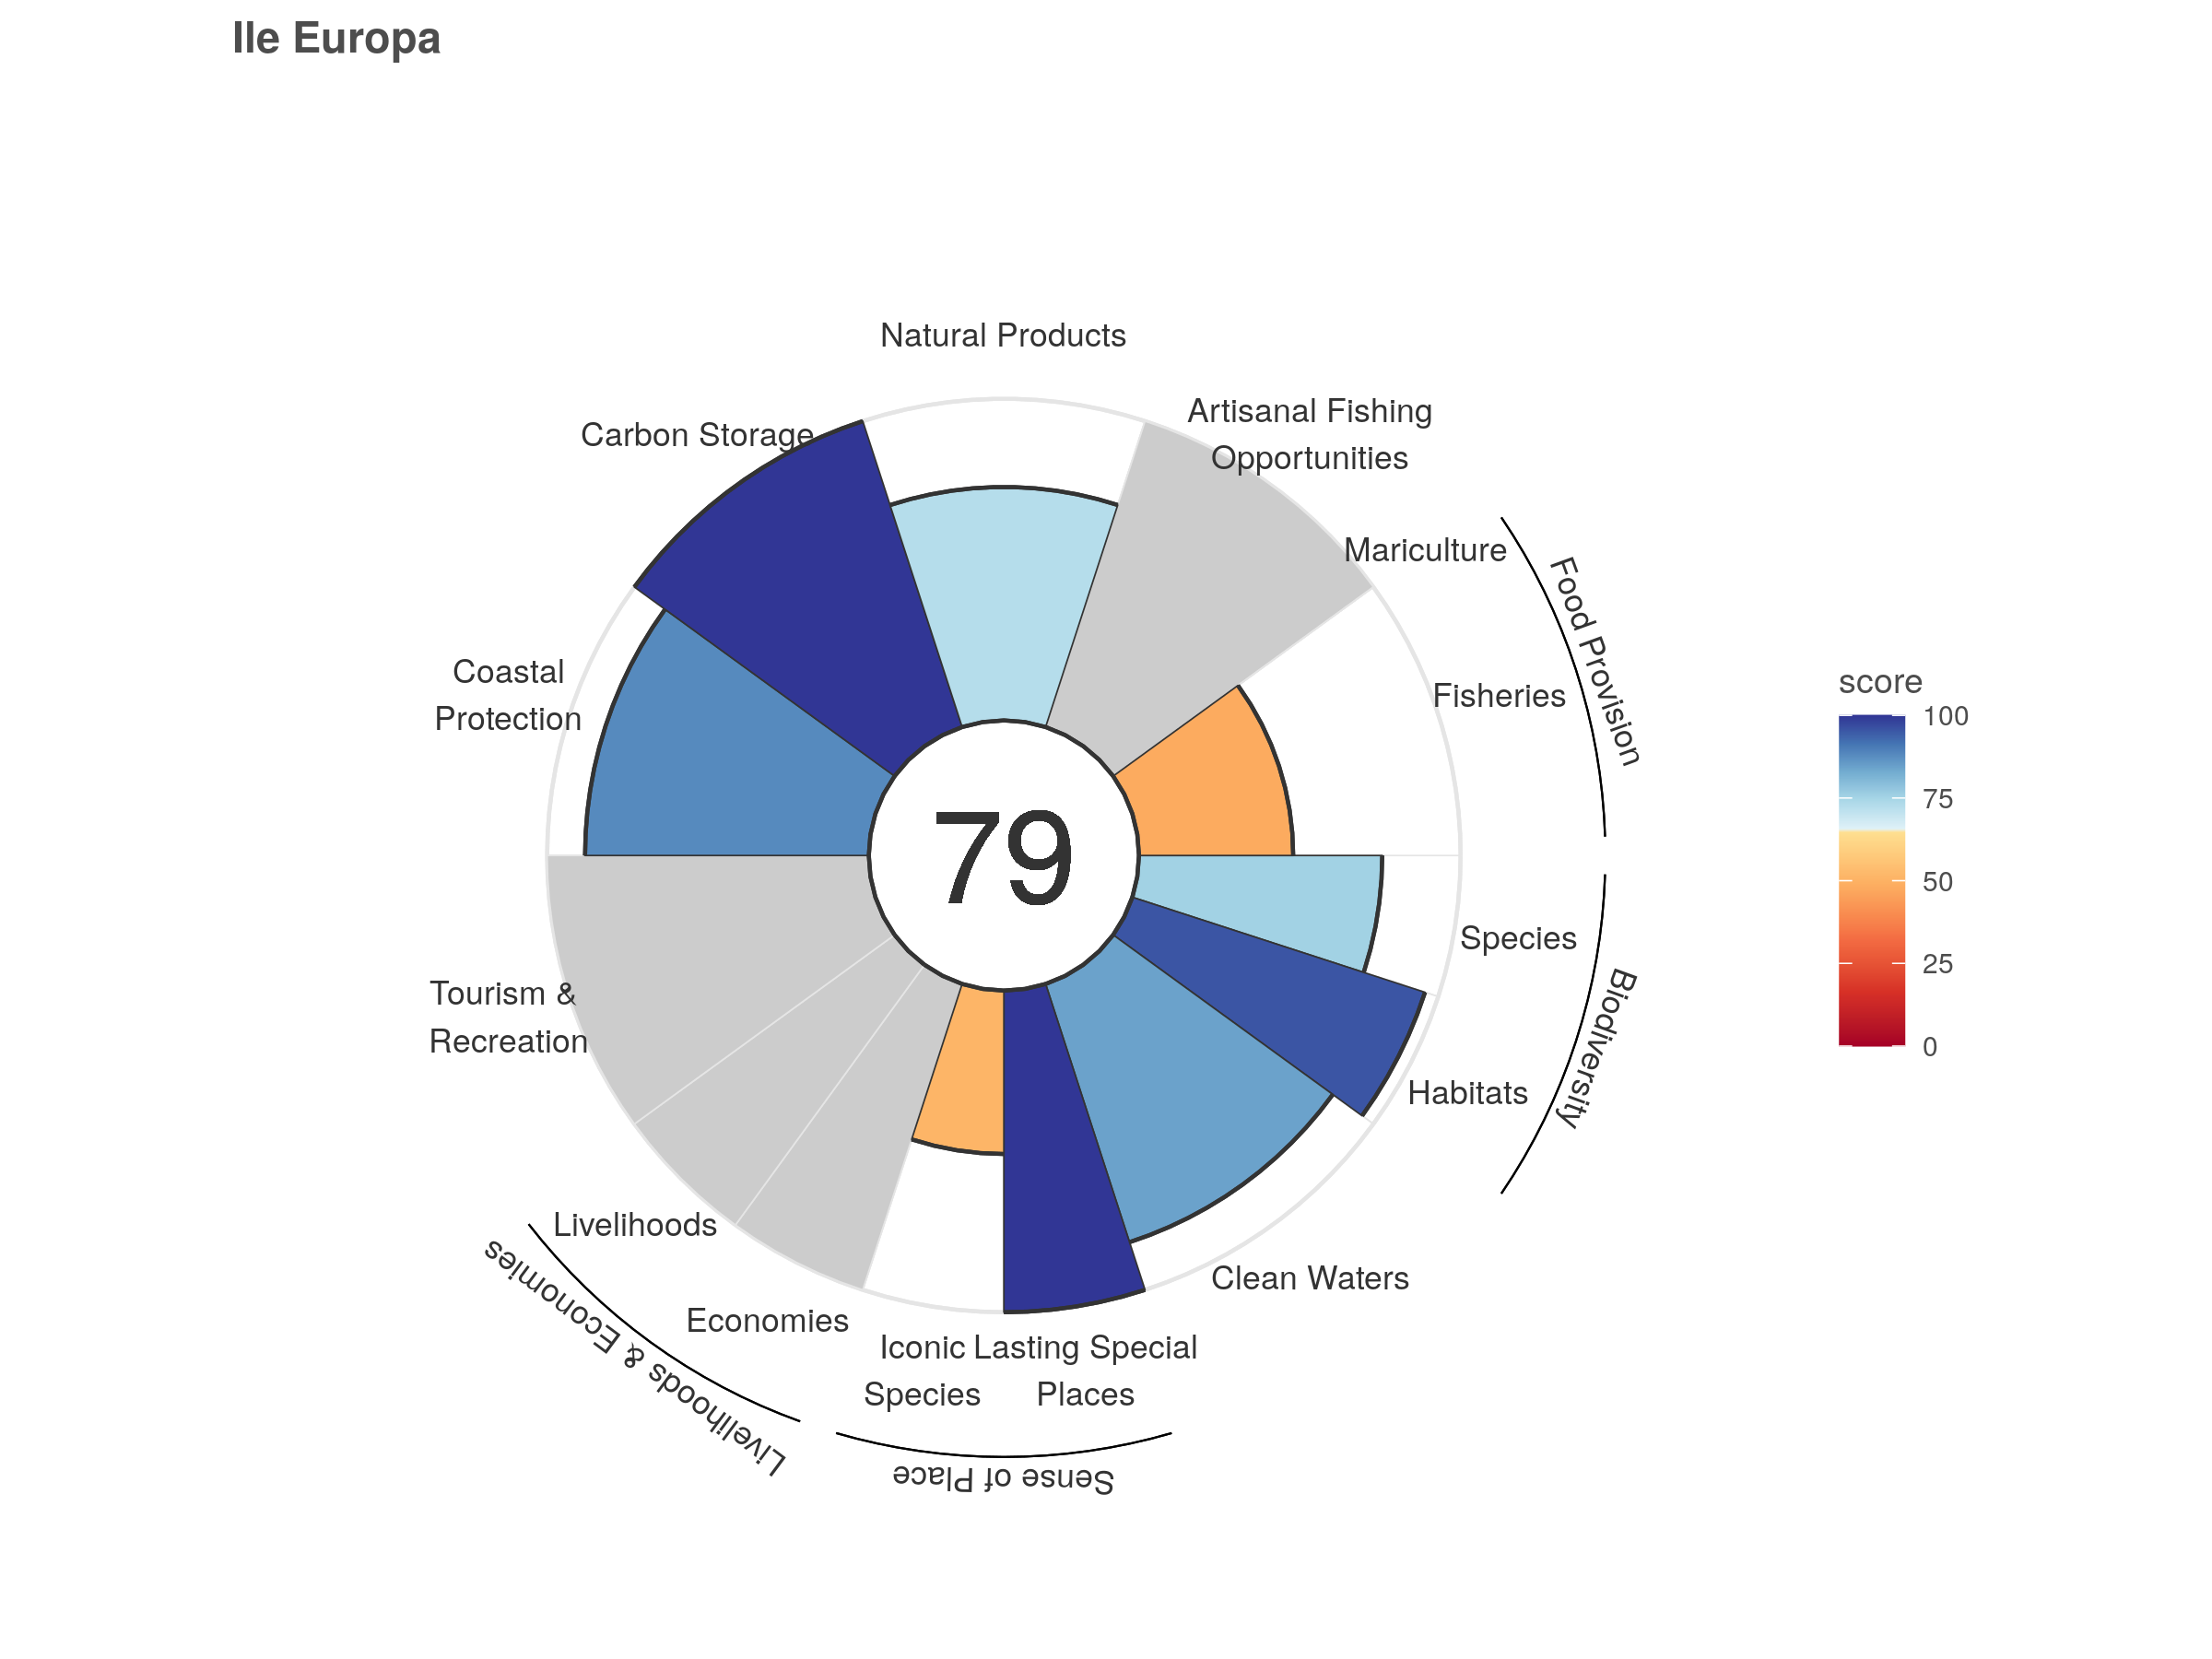 Ile Europa
Natural Products
Artisanal Fishing
Opportunities
Carbon Storage
Mariculture
Food Provision
Fisheries
Coastal
Protection
score
100
75
50
25
0
79
Species
Biodiversity
Tourism &
Recreation
Habitats
Livelihoods
Clean Waters
Economies
Livelihoods & Economies
Iconic
Species
Lasting Special
Places
Sense of Place